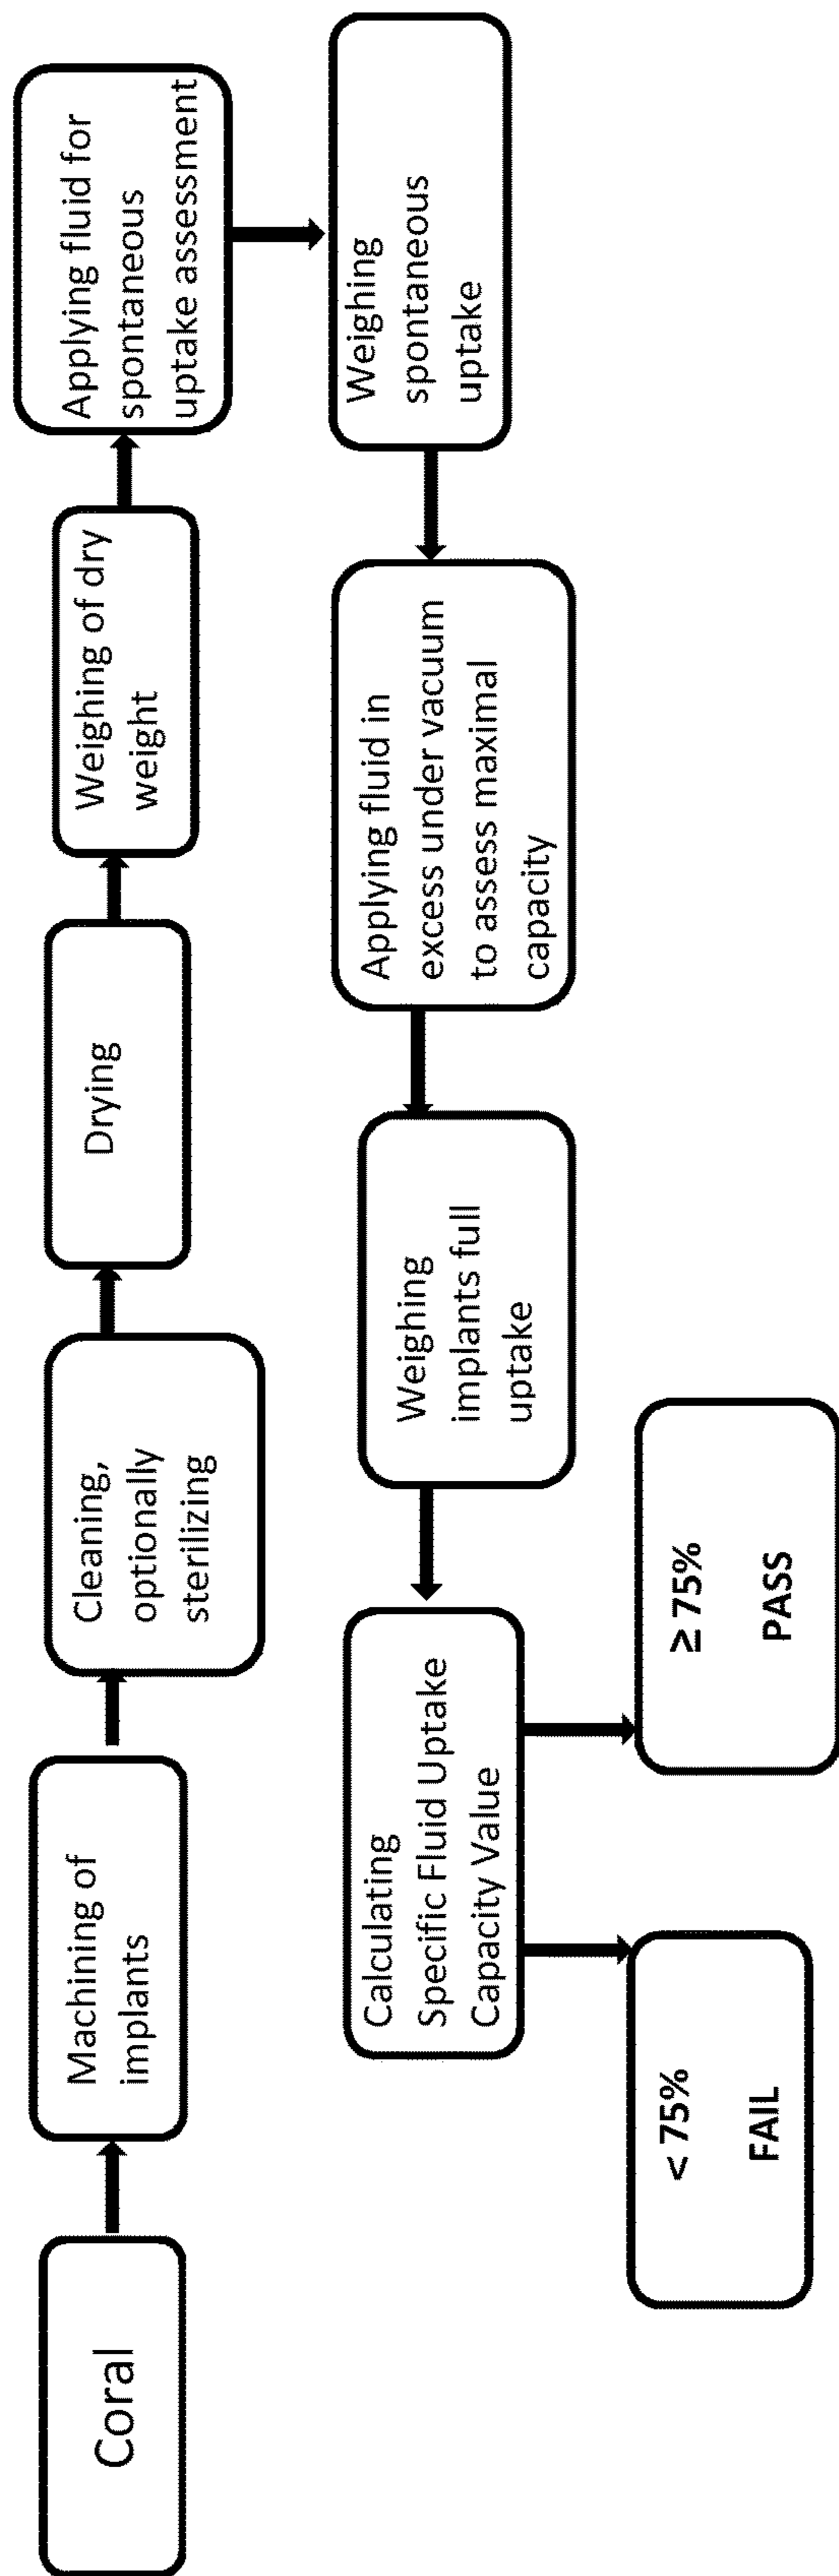 Coral
Machining of
implants
Cleaning,
optionally
sterilizing
Drying
Weighing of dry
weight
Applying fluid for
spontaneous
uptake assessment
Weighing
spontaneous
uptake
Applying fluid in
excess under vacuum
to assess maximal
capacity
Weighing
implants full
uptake
Calculating
Specific Fluid Uptake
Capacity Value
< 75%
FAIL
≥ 75%
PASS